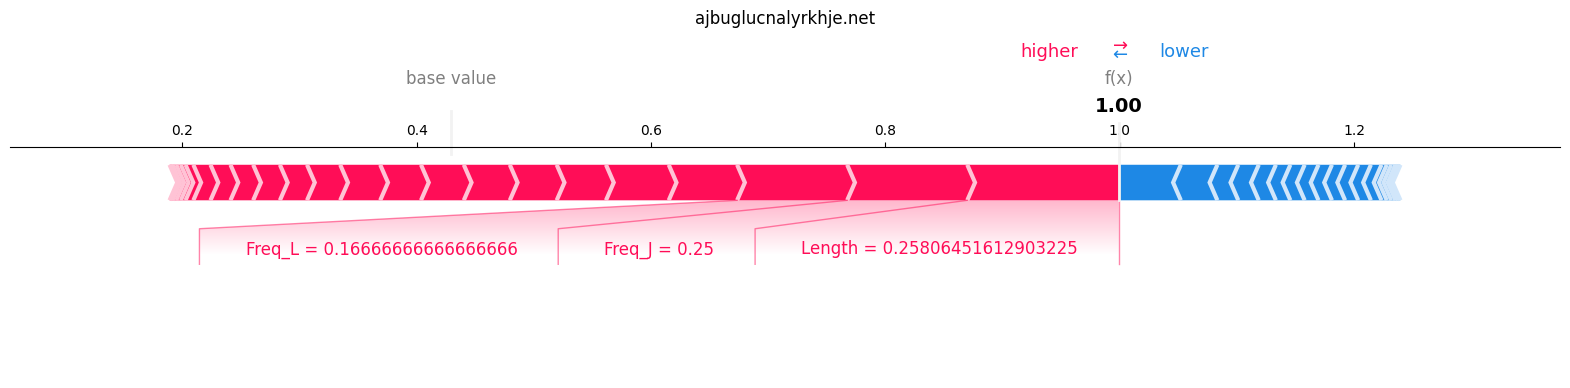 ajbuglucnalyrkhje.net
higher → ← lower
base value f(x)
1.00
0.2 0.4 0.6 0.8 1.0 1.2
Freq_L = 0.16666666666666666 Freq_J = 0.25 Length = 0.25806451612903225